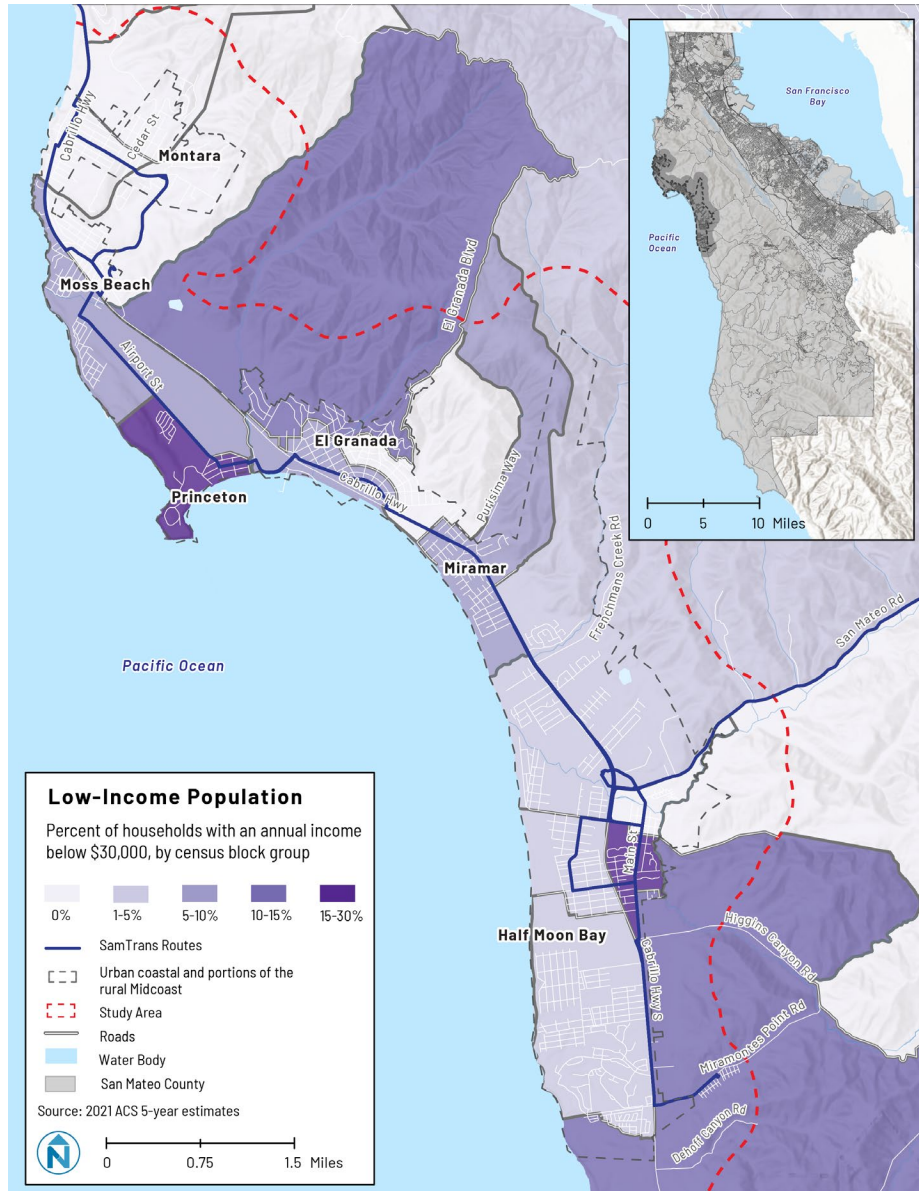 Cabrillo Hwy
Cedar St
Montara
Moss Beach
Airport St
El Granada Blvd
El Granada
Princeton
Cabrillo Hwy
Purisima Way
Miramar
Frenchmans Creek Rd
San Mateo Rd
Pacific Ocean
Main St
Half Moon Bay
Higgins Canyon Rd
Cabrillo Hwy S
Miramontes Point Rd
Dehoff Canyon Rd
San Francisco
Bay
Pacific
Ocean
0 5 10 Miles
Low-Income Population
Percent of households with an annual income
below $30,000, by census block group
0% 1-5% 5-10% 10-15% 15-30%
SamTrans Routes
Urban coastal and portions of the
rural Midcoast
Study Area
Roads
Water Body
San Mateo County
Source: 2021 ACS 5-year estimates
N
0 0.75 1.5 Miles